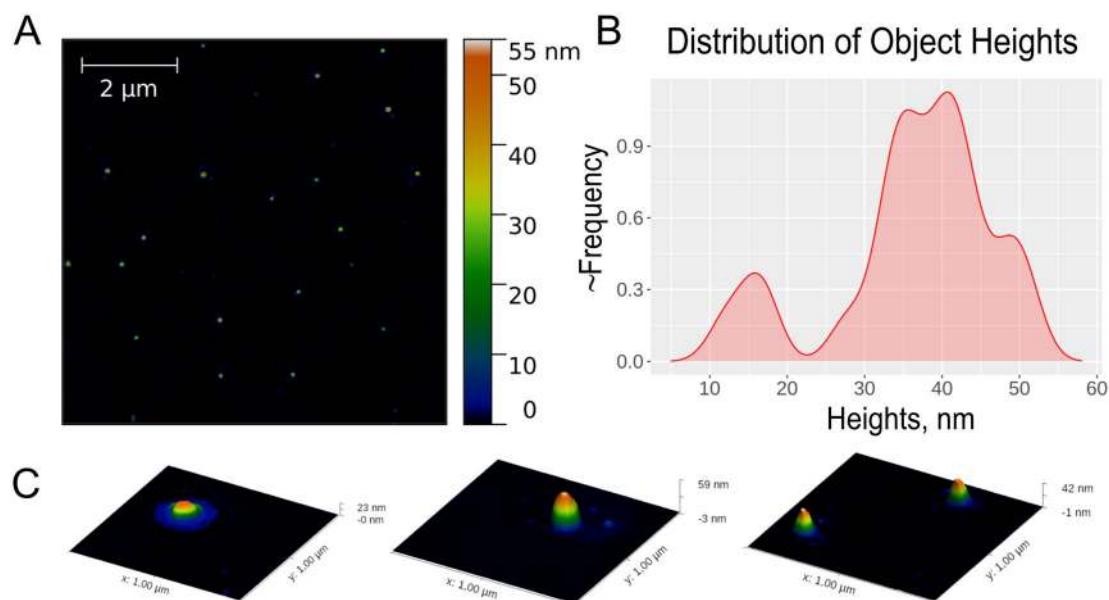 A
2 µm
55 nm
50
40
30
20
10
0
B
Distribution of Object Heights
~Frequency
0.9
0.6
0.3
0.0
10 20 30 40 50 60
Heights, nm
C
23 nm
-0 nm
x: 1.00 µm
y: 1.00 µm
59 nm
-3 nm
x: 1.00 µm
y: 1.00 µm
42 nm
-1 nm
x: 1.00 µm
y: 1.00 µm